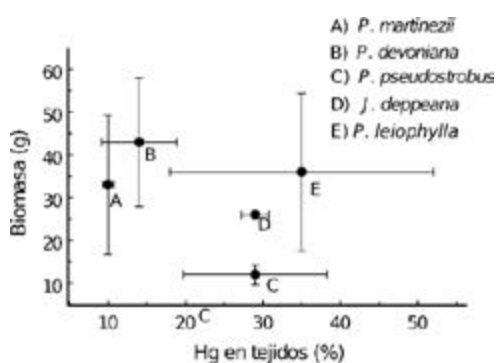 A) P. martinezii
B) P. devoniana
C) P. pseudostrobus
D) J. deppeana
E) P. leiophylla
Biomasa (g)
60
50
40
30
20
10
A
B
C
D
E
C
10 20 30 40 50
Hg en tejidos (%)